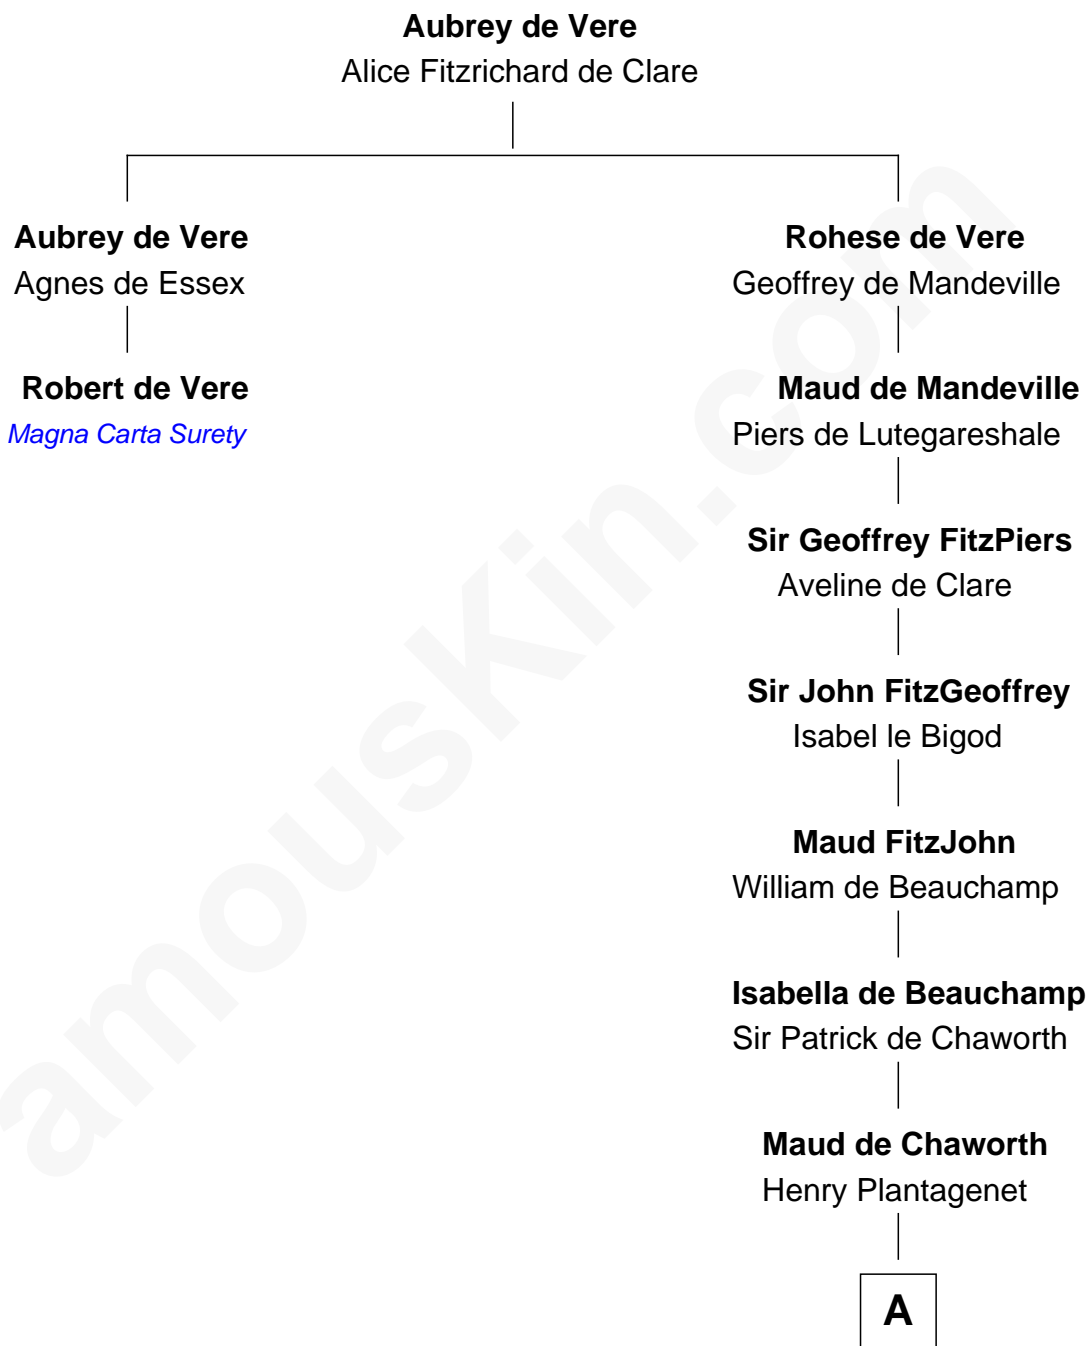 Aubrey de Vere
Alice Fitzrichard de Clare
Aubrey de Vere
Agnes de Essex
Robert de Vere
Magna Carta Surety
Rohese de Vere
Geoffrey de Mandeville
Maud de Mandeville
Piers de Lutegareshale
Sir Geoffrey FitzPiers
Aveline de Clare
Sir John FitzGeoffrey
Isabel le Bigod
Maud FitzJohn
William de Beauchamp
Isabella de Beauchamp
Sir Patrick de Chaworth
Maud de Chaworth
Henry Plantagenet
A
amousKin.com